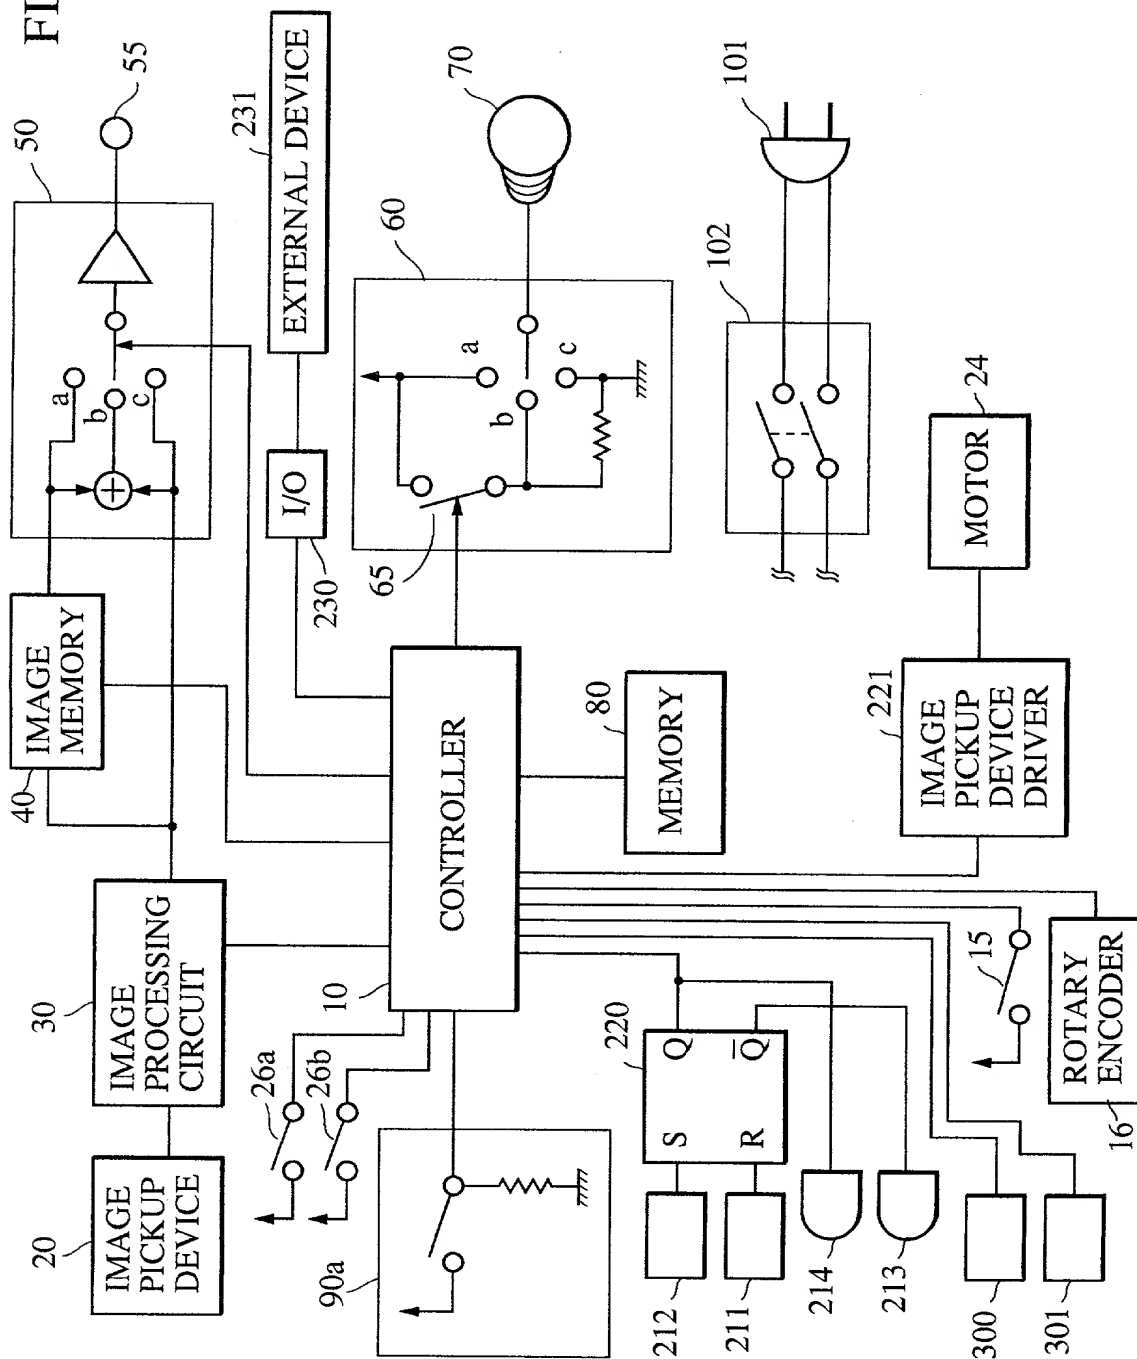 FI
50
55
a
b
c
IMAGE
MEMORY
40
231
EXTERNAL DEVICE
I/O
230
60
a
b
c
65
70
101
102
30
IMAGE
PROCESSING
CIRCUIT
20
IMAGE
PICKUP
DEVICE
10
CONTROLLER
80
MEMORY
24
MOTOR
221
IMAGE
PICKUP
DEVICE
DRIVER
26a
26b
90a
220
S
Q
R
Q̅
212
211
214
213
300
301
15
ROTARY
ENCODER
16